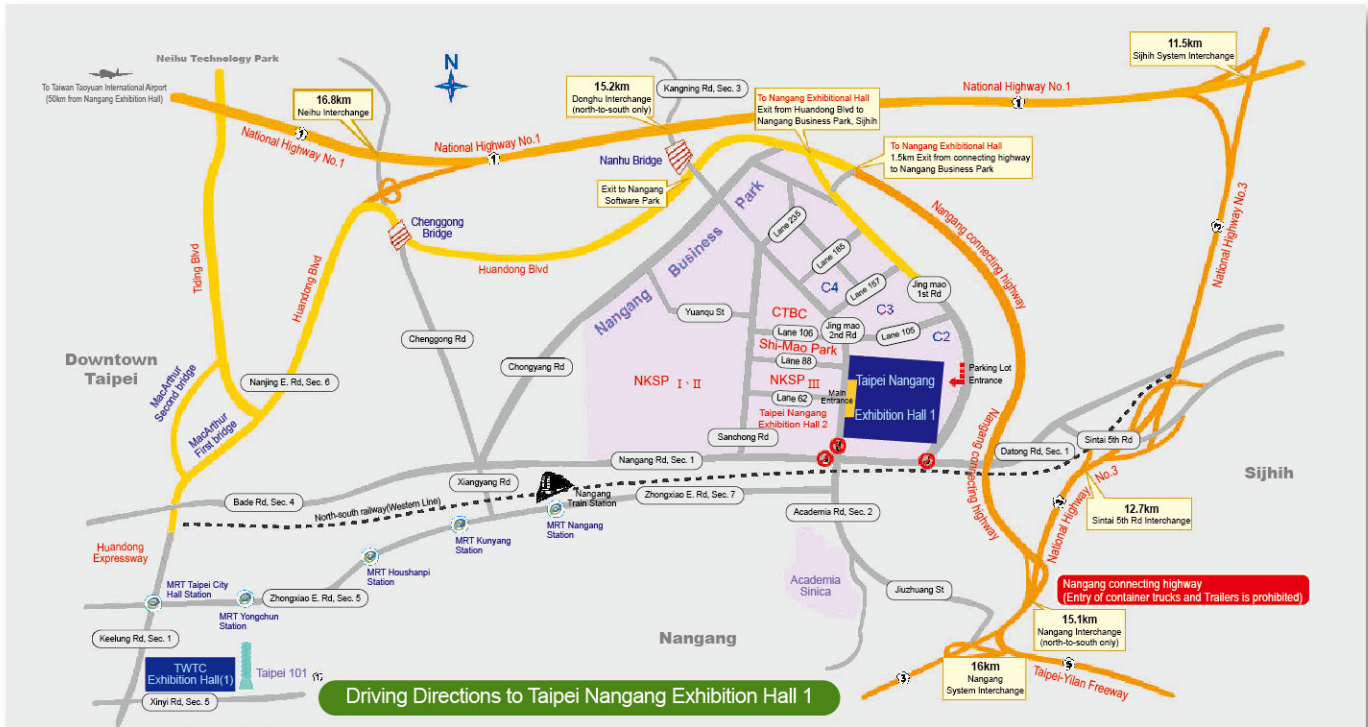 Neihu Technology Park
To Taiwan Taoyuan International Airport
(50km from Nangang Exhibition Hall)
N
16.8km
Neihu Interchange
15.2km
Donghu Interchange
(north-to-south only)
Kangning Rd, Sec. 3
11.5km
Sijhih System Interchange
National Highway No.1
1
National Highway No.1
1
National Highway No.1
1
To Nangang Exhibitional Hall
Exit from Huandong Blvd to
Nangang Business Park, Sijhih
To Nangang Exhibitional Hall
1.5km Exit from connecting highway
to Nangang Business Park
Nanhu Bridge
Exit to Nangang
Software Park
Chenggong
Bridge
Huandong Blvd
Tiding Blvd
Huandong Blvd
Nangang Business Park
Lane 235
Lane 185
Lane 157
Jing mao
1st Rd
C4
C3
C2
Yuanqu St
CTBC
Lane 106
Jing mao
2nd Rd
Lane 105
Shi-Mao Park
Lane 88
Nangang connecting highway
National Highway No.3
3
Chenggong Rd
Chongyang Rd
Downtown
Taipei
MacArthur
Second bridge
Nanjing E. Rd, Sec. 6
MacArthur
First bridge
NKSP I、II
NKSP III
Main
Entrance
Taipei Nangang
Exhibition Hall 1
Parking Lot
Entrance
Lane 62
Taipei Nangang
Exhibition Hall 2
Sanchong Rd
Nangang Rd, Sec. 1
Nangang connecting highway
Datong Rd, Sec. 1
Sintai 5th Rd
Sijhih
Bade Rd, Sec. 4
Xiangyang Rd
North-south railway(Western Line)
Nangang
Train Station
Zhongxiao E. Rd, Sec. 7
MRT Nangang
Station
MRT Kunyang
Station
MRT Houshanpi
Station
Academia Rd, Sec. 2
National Highway No.3
12.7km
Sintai 5th Rd Interchange
Huandong
Expressway
MRT Taipei City
Hall Station
Zhongxiao E. Rd, Sec. 5
MRT Yongchun
Station
Academia
Sinica
Jiuzhuang St
Nangang connecting highway
(Entry of container trucks and Trailers is prohibited)
Keelung Rd, Sec. 1
Nangang
15.1km
Nangang Interchange
(north-to-south only)
TWTC
Exhibition Hall(1)
Taipei 101
16km
Nangang
System Interchange
3
5
Taipei-Yilan Freeway
Xinyi Rd, Sec. 5
Driving Directions to Taipei Nangang Exhibition Hall 1